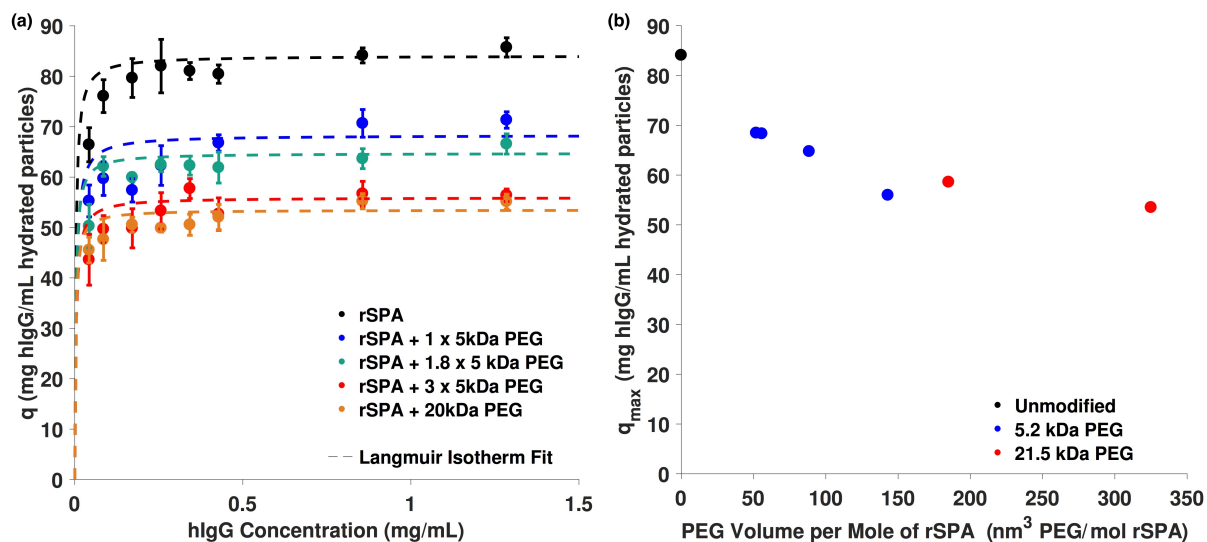 (a)
90
80
70
60
50
40
30
20
10
0
q (mg hIgG/mL hydrated particles)
rSPA
rSPA + 1 x 5kDa PEG
rSPA + 1.8 x 5 kDa PEG
rSPA + 3 x 5kDa PEG
rSPA + 20kDa PEG
Langmuir Isotherm Fit
0 0.5 1 1.5
hIgG Concentration (mg/mL)
(b)
90
80
70
60
50
40
30
20
10
0
q_max (mg hIgG/mL hydrated particles)
Unmodified
5.2 kDa PEG
21.5 kDa PEG
0 50 100 150 200 250 300 350
PEG Volume per Mole of rSPA (nm³ PEG/mol rSPA)